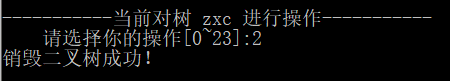 -----------当前对树 zxc 进行操作-----------
请选择你的操作[0~23]:2
销毁二叉树成功！